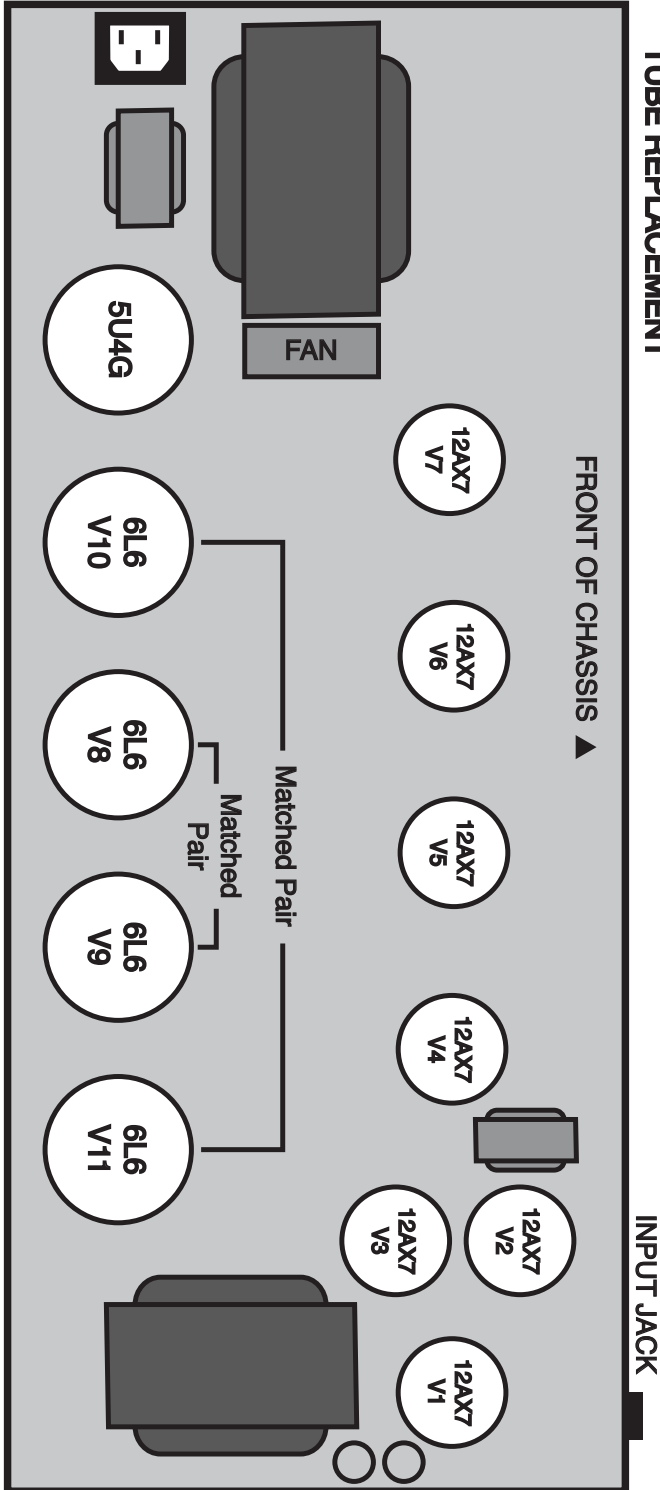 TUBE REPLACEMENT
FRONT OF CHASSIS ▲
INPUT JACK
FAN
12AX7
V7
12AX7
V6
12AX7
V5
12AX7
V4
12AX7
V3
12AX7
V2
12AX7
V1
5U4G
6L6
V10
6L6
V8
6L6
V9
6L6
V11
Matched Pair
Matched
Pair